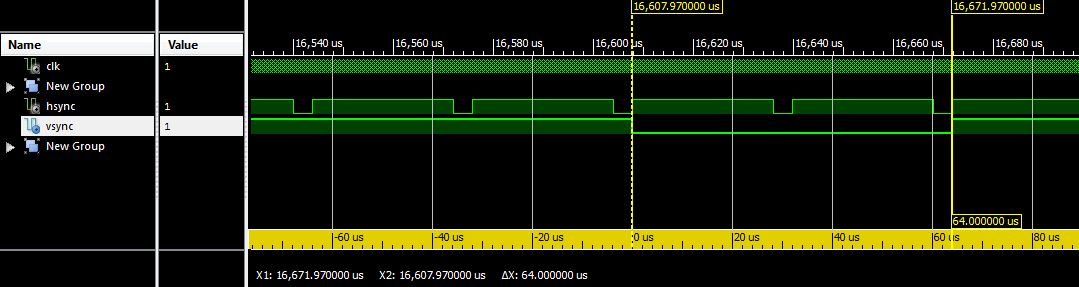 16,607.970000 us 16,671.970000 us
Name Value
16,540 us 16,560 us 16,580 us 16,600 us 16,620 us 16,640 us 16,660 us 16,680 us
clk 1
New Group
hsync 1
vsync 1
New Group
64.000000 us
-60 us -40 us -20 us 0 us 20 us 40 us 60 us 80 us
X1: 16,671.970000 us X2: 16,607.970000 us ΔX: 64.000000 us